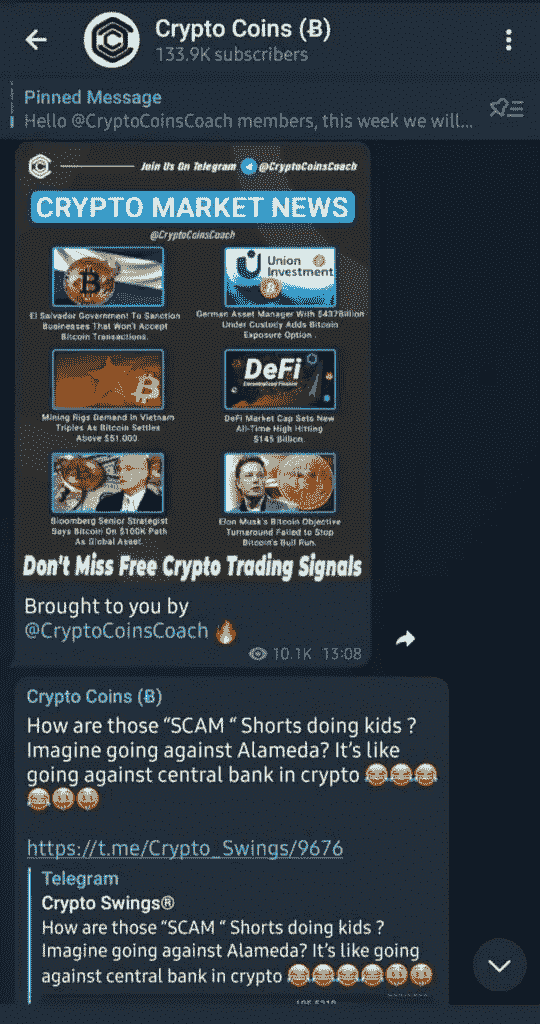 Crypto Coins (Ƀ)
133.9K subscribers
Pinned Message
Hello @CryptoCoinsCoach members, this week we will...
Join Us On Telegram @CryptoCoinsCoach
CRYPTO MARKET NEWS
@CryptoCoinsCoach
Union
Investment
El Salvador Government To Sanction
Businesses That Won't Accept
Bitcoin Transactions.
German Asset Manager With $437Billion
Under Custody Adds Bitcoin
Exposure Option.
DeFi
Decentralized Finance
Mining Rigs Demand In Vietnam
Triples As Bitcoin Settles
Above $51,000.
DeFi Market Cap Sets New
All-Time High Hitting
$145 Billion.
Bloomberg Senior Strategist
Says Bitcoin On $100K Path
As Global Asset.
Elon Musk's Bitcoin Objective
Turnaround Failed to Stop
Bitcoin's Bull Run.
Don't Miss Free Crypto Trading Signals
Brought to you by
@CryptoCoinsCoach 🔥
10.1K 13:08
Crypto Coins (Ƀ)
How are those “SCAM “ Shorts doing kids ?
Imagine going against Alameda? It’s like
going against central bank in crypto 😂😂😂
😂🤑🤑
https://t.me/Crypto_Swings/9676
Telegram
Crypto Swings®
How are those “SCAM “ Shorts doing kids ?
Imagine going against Alameda? It’s like going
against central bank in crypto 😂😂😂😂🤑🤑